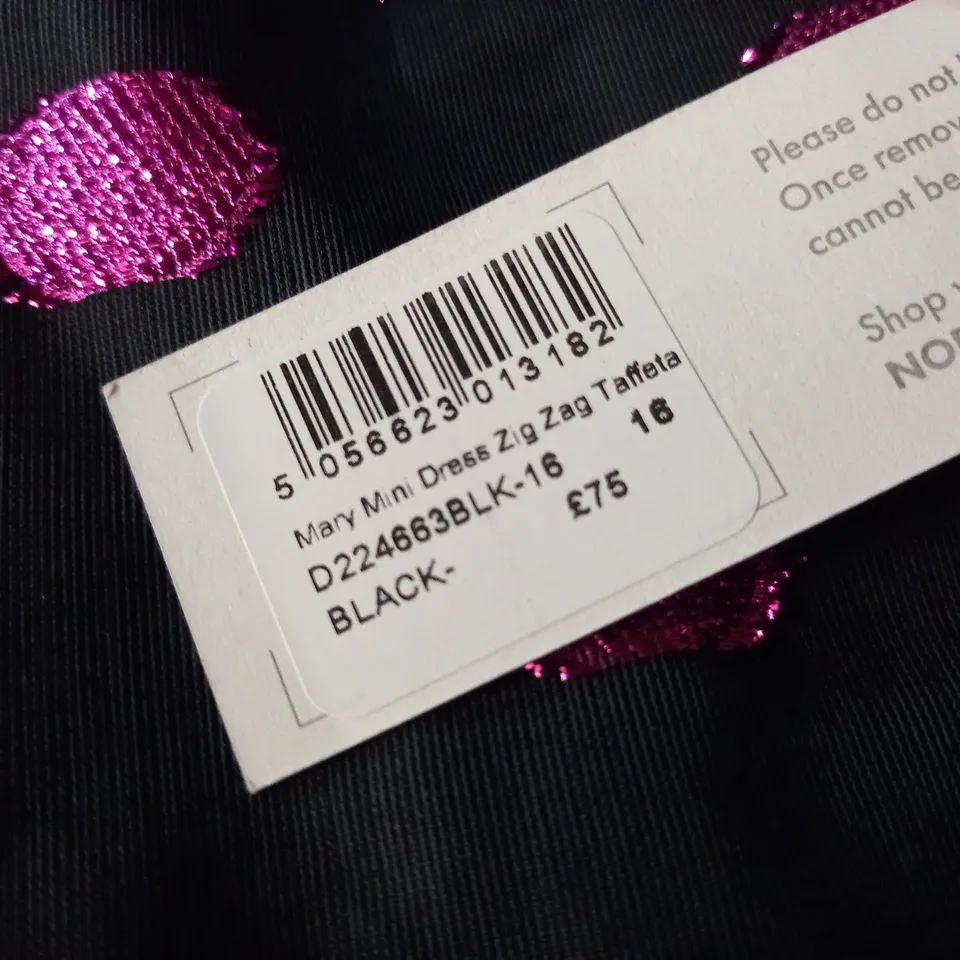 5 056623 013182
Mary Mini Dress Zig Zag Taffeta
D224663BLK-16 16
BLACK- £75
Please do not
Once remov
cannot be
Shop
NO